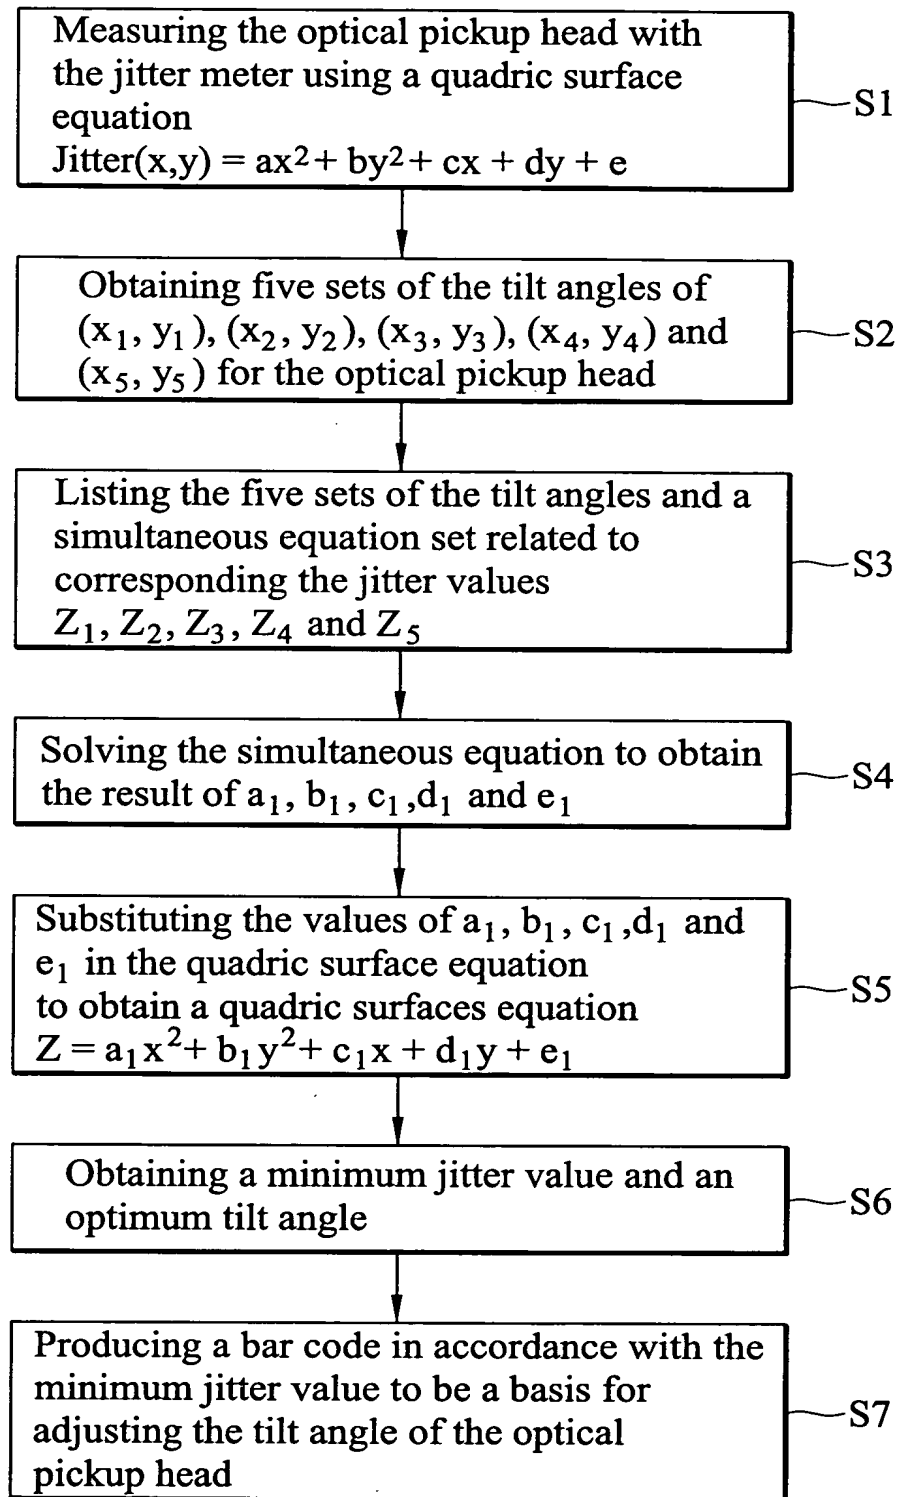 Measuring the optical pickup head with
the jitter meter using a quadric surface
equation
Jitter(x,y) = ax²+ by²+ cx + dy + e
S1
Obtaining five sets of the tilt angles of
(x₁, y₁), (x₂, y₂), (x₃, y₃), (x₄, y₄) and
(x₅, y₅) for the optical pickup head
S2
Listing the five sets of the tilt angles and a
simultaneous equation set related to
corresponding the jitter values
Z₁, Z₂, Z₃, Z₄ and Z₅
S3
Solving the simultaneous equation to obtain
the result of a₁, b₁, c₁,d₁ and e₁
S4
Substituting the values of a₁, b₁, c₁,d₁ and
e₁ in the quadric surface equation
to obtain a quadric surfaces equation
Z = a₁x²+ b₁y²+ c₁x + d₁y + e₁
S5
Obtaining a minimum jitter value and an
optimum tilt angle
S6
Producing a bar code in accordance with the
minimum jitter value to be a basis for
adjusting the tilt angle of the optical
pickup head
S7